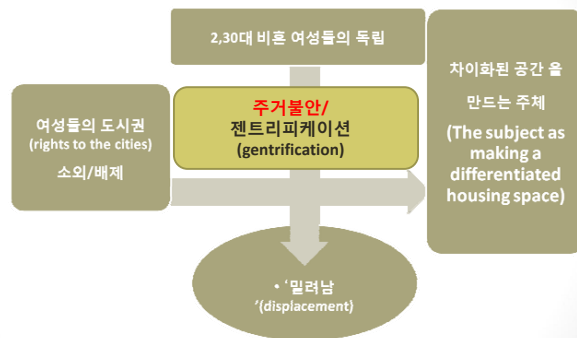 2,30대 비혼 여성들의 독립
여성들의 도시권
(rights to the cities)
소외/배제
주거불안/
젠트리피케이션
(gentrification)
차이화된 공간 을
만드는 주체
(The subject as
making a
differentiated
housing space)
• ‘밀려남
’(displacement)